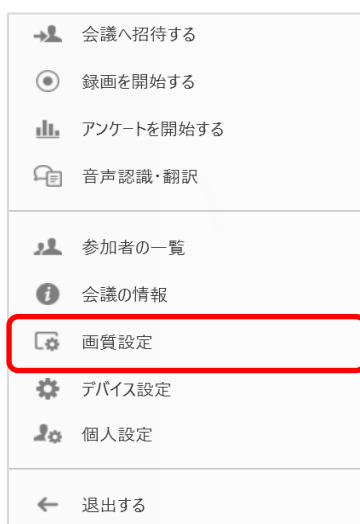 会議へ招待する
録画を開始する
アンケートを開始する
音声認識・翻訳
参加者の一覧
会議の情報
画質設定
デバイス設定
個人設定
退出する